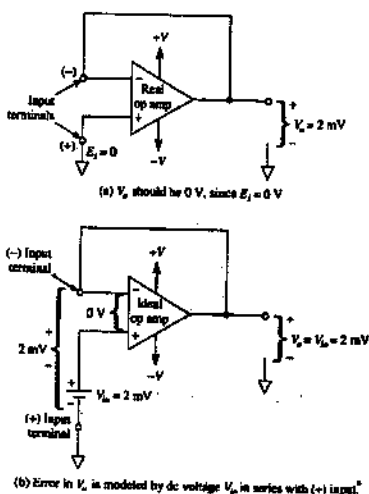 +V
(−)
Input
terminals
Real
op amp
(+)
E_i = 0
−V
+
V_o = 2 mV
−
(a) V_o should be 0 V, since E_i = 0 V
(−) Input
terminal
+V
−
0 V
+
Ideal
op amp
+
2 mV
−
−V
+
V_o = V_io = 2 mV
−
+
V_io = 2 mV
(+) Input
terminal
(b) Error in V_o is modeled by dc voltage V_io in series with (+) input.